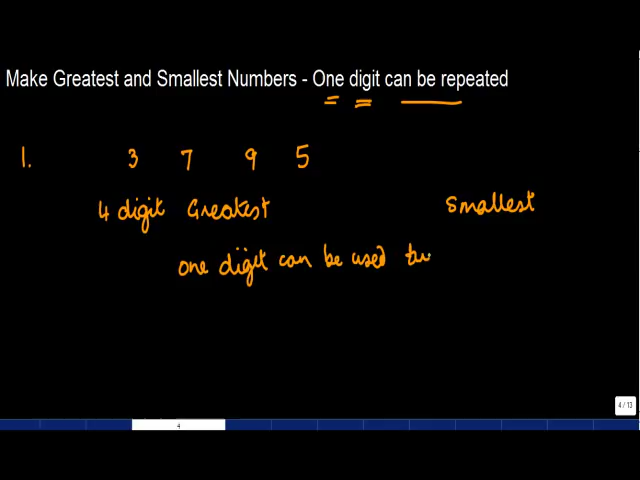 Make Greatest and Smallest Numbers - One digit can be repeated
1. 3 7 9 5
4 digit Greatest Smallest
one digit can be used tw
4 / 13
4